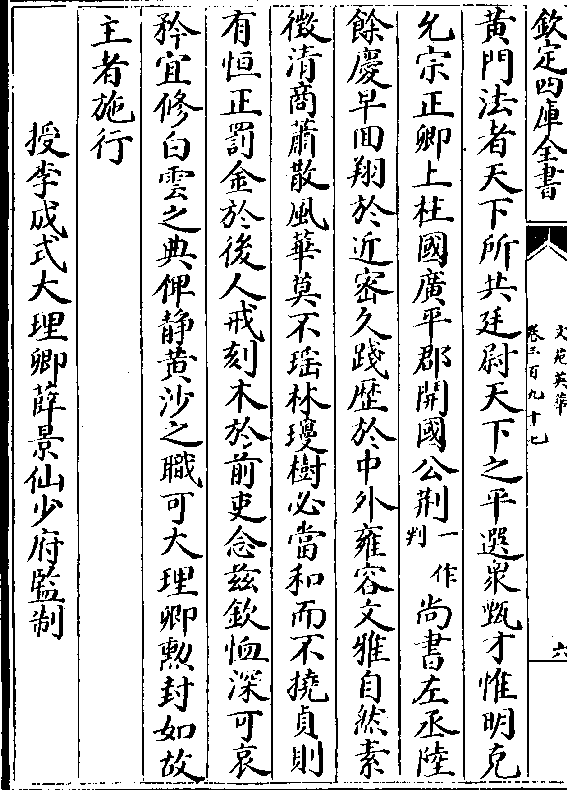 欽定四庫全書
文苑英華
卷三百九十七
六
黄門法者天下所共廷尉天下之平選衆甄才惟明克
允宗正卿上柱國廣平郡開國公荆一作判尚書左丞陸
餘慶早回翔於近密久踐歷於中外雍容文雅自然素
徴清商蕭散風華莫不瑶林瓊樹必當和而不撓貞則
有恒正罰金於後人戒刻木於前吏念兹欽恤深可哀
矜宜修白雲之典俾静黄沙之職可大理卿勲封如故
主者施行
授李成式大理卿薛景仙少府監制